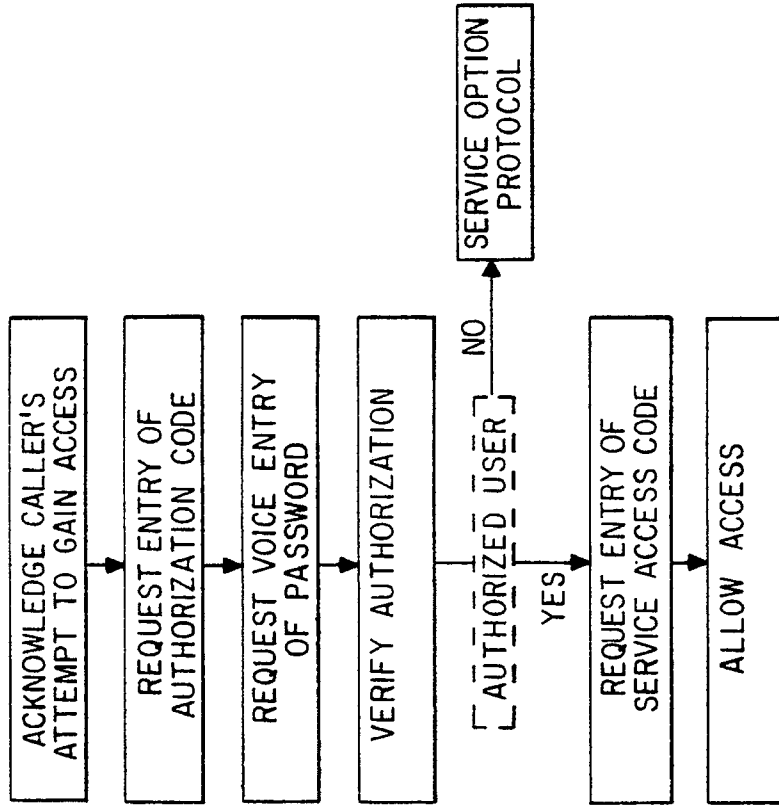 ACKNOWLEDGE CALLER'S
ATTEMPT TO GAIN ACCESS
REQUEST ENTRY OF
AUTHORIZATION CODE
REQUEST VOICE ENTRY
OF PASSWORD
VERIFY AUTHORIZATION
AUTHORIZED USER
NO
SERVICE OPTION
PROTOCOL
YES
REQUEST ENTRY OF
SERVICE ACCESS CODE
ALLOW ACCESS